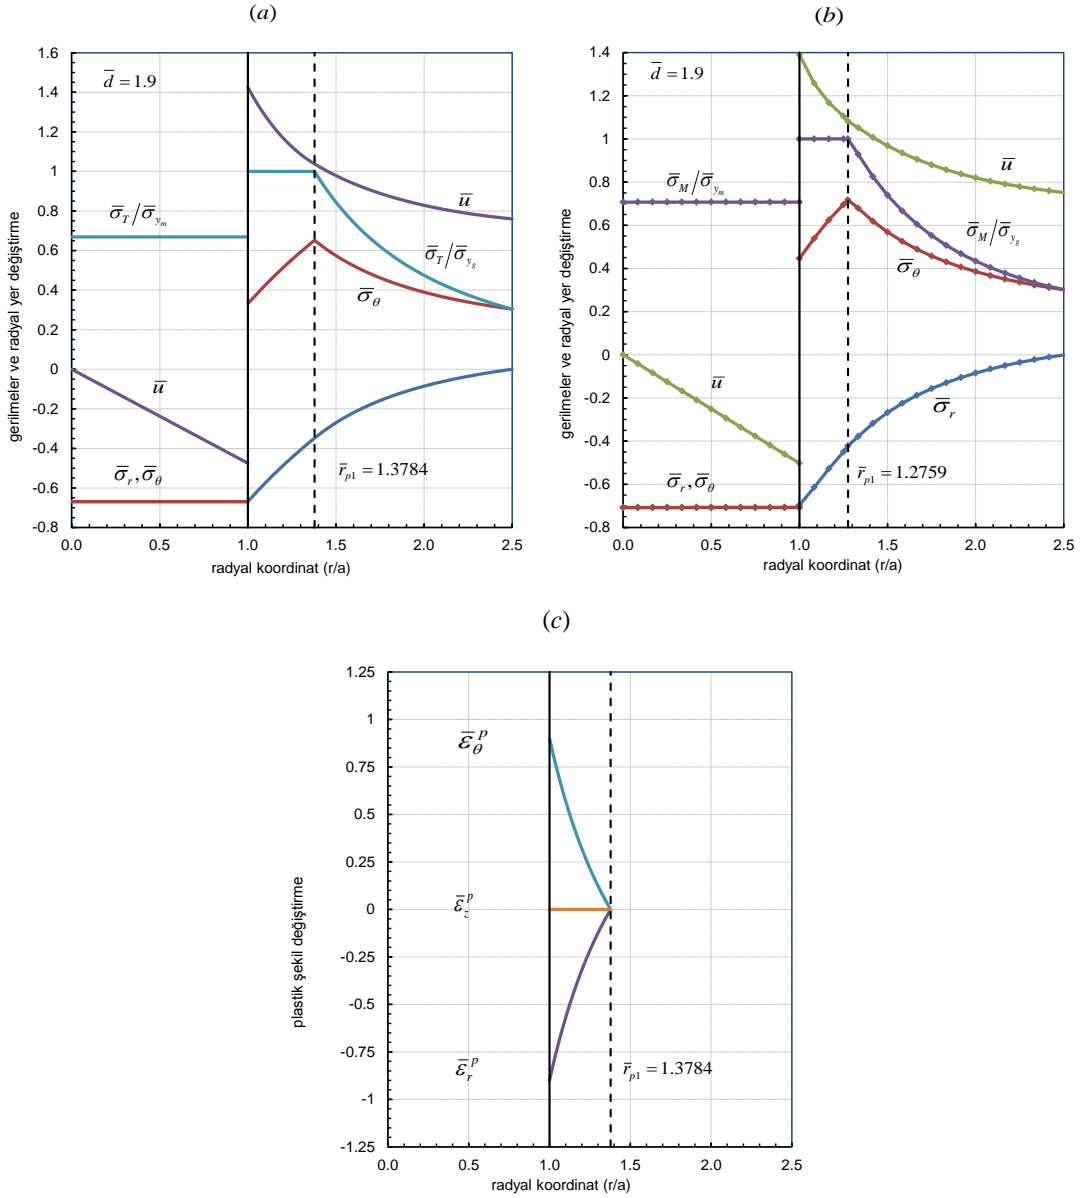 (a)
gerilmeler ve radyal yer değiştirme
1.6
1.4
1.2
1
0.8
0.6
0.4
0.2
0
-0.2
-0.4
-0.6
-0.8
d̅ = 1.9
σ̅_T/σ̅_{y_m}
u̅
σ̅_T/σ̅_{y_g}
σ̅_θ
u̅
σ̅_r, σ̅_θ
r̅_{p1} = 1.3784
0.0 0.5 1.0 1.5 2.0 2.5
radyal koordinat (r/a)
(b)
gerilmeler ve radyal yer değiştirme
1.4
1.2
1
0.8
0.6
0.4
0.2
0
-0.2
-0.4
-0.6
-0.8
d̅ = 1.9
σ̅_M/σ̅_{y_m}
u̅
σ̅_M/σ̅_{y_g}
σ̅_θ
u̅
σ̅_r
σ̅_r, σ̅_θ
r̅_{p1} = 1.2759
0.0 0.5 1.0 1.5 2.0 2.5
radyal koordinat (r/a)
(c)
plastik şekil değiştirme
1.25
1
0.75
0.5
0.25
0
-0.25
-0.5
-0.75
-1
-1.25
ε̅_θ^p
ε̅_z^p
ε̅_r^p
r̅_{p1} = 1.3784
0.0 0.5 1.0 1.5 2.0 2.5
radyal koordinat (r/a)